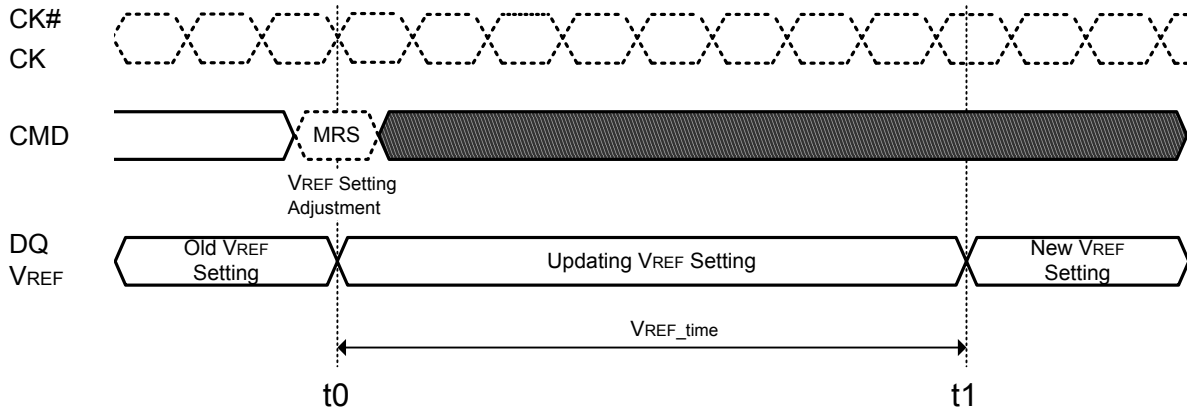 CK#
CK
CMD
MRS
VREF Setting
Adjustment
DQ
VREF
Old VREF
Setting
Updating VREF Setting
New VREF
Setting
VREF_time
t0
t1